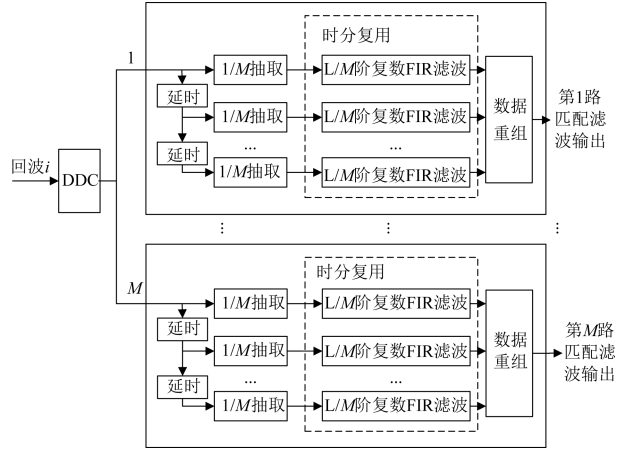 时分复用
1
1/M抽取
L/M阶复数FIR滤波
延时
1/M抽取
L/M阶复数FIR滤波
...
...
延时
1/M抽取
L/M阶复数FIR滤波
数据
重组
第1路
匹配滤
波输出
回波i
DDC
...
...
...
时分复用
M
1/M抽取
L/M阶复数FIR滤波
延时
1/M抽取
L/M阶复数FIR滤波
...
...
延时
1/M抽取
L/M阶复数FIR滤波
数据
重组
第M路
匹配滤
波输出